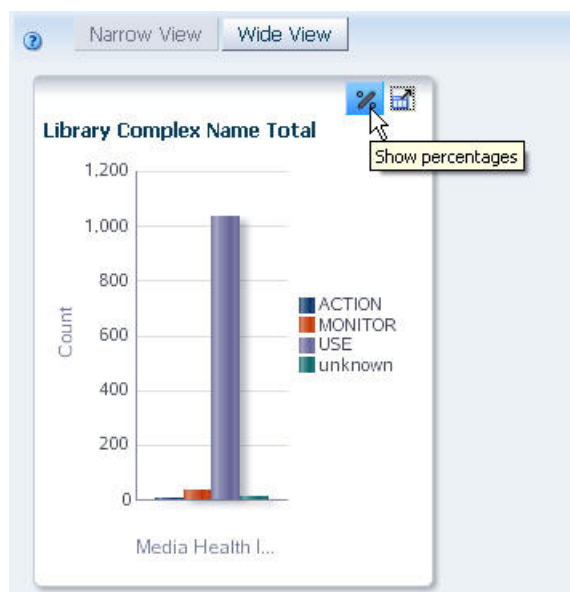 Narrow View
Wide View
Library Complex Name Total
Show percentages
1,200
1,000
800
600
400
200
0
Count
ACTION
MONITOR
USE
unknown
Media Health I...